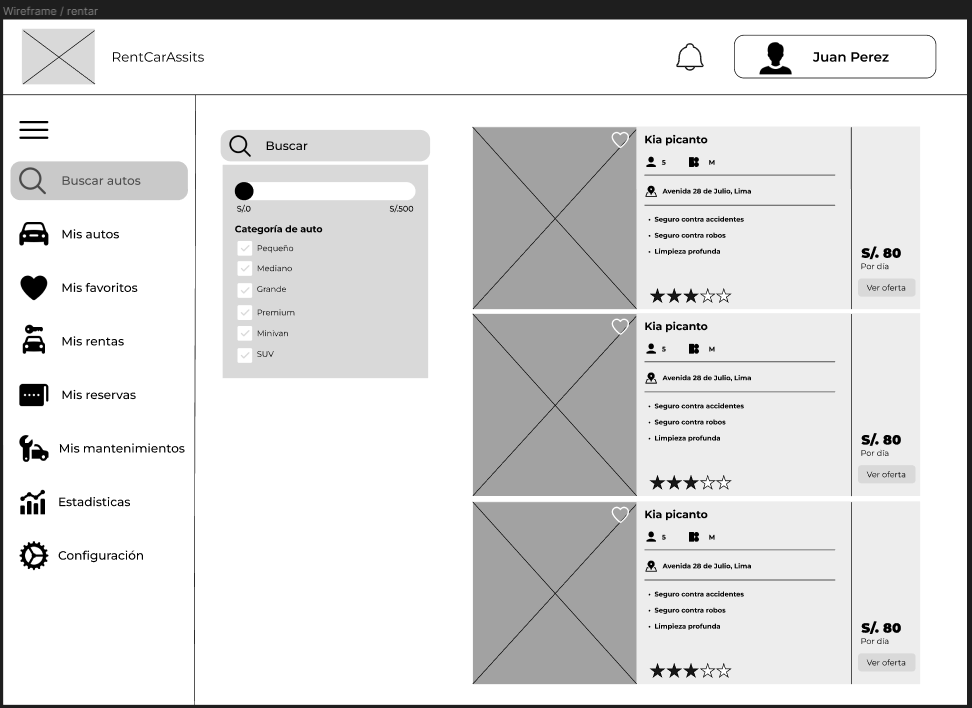 Wireframe / rentar
RentCarAssits
Juan Perez
Buscar autos
Mis autos
Mis favoritos
Mis rentas
Mis reservas
Mis mantenimientos
Estadisticas
Configuración
Buscar
S/.0 S/.500
Categoría de auto
Pequeño
Mediano
Grande
Premium
Minivan
SUV
Kia picanto
5 M
Avenida 28 de Julio, Lima
• Seguro contra accidentes
• Seguro contra robos
• Limpieza profunda
S/. 80
Por día
Ver oferta
Kia picanto
5 M
Avenida 28 de Julio, Lima
• Seguro contra accidentes
• Seguro contra robos
• Limpieza profunda
S/. 80
Por día
Ver oferta
Kia picanto
5 M
Avenida 28 de Julio, Lima
• Seguro contra accidentes
• Seguro contra robos
• Limpieza profunda
S/. 80
Por día
Ver oferta